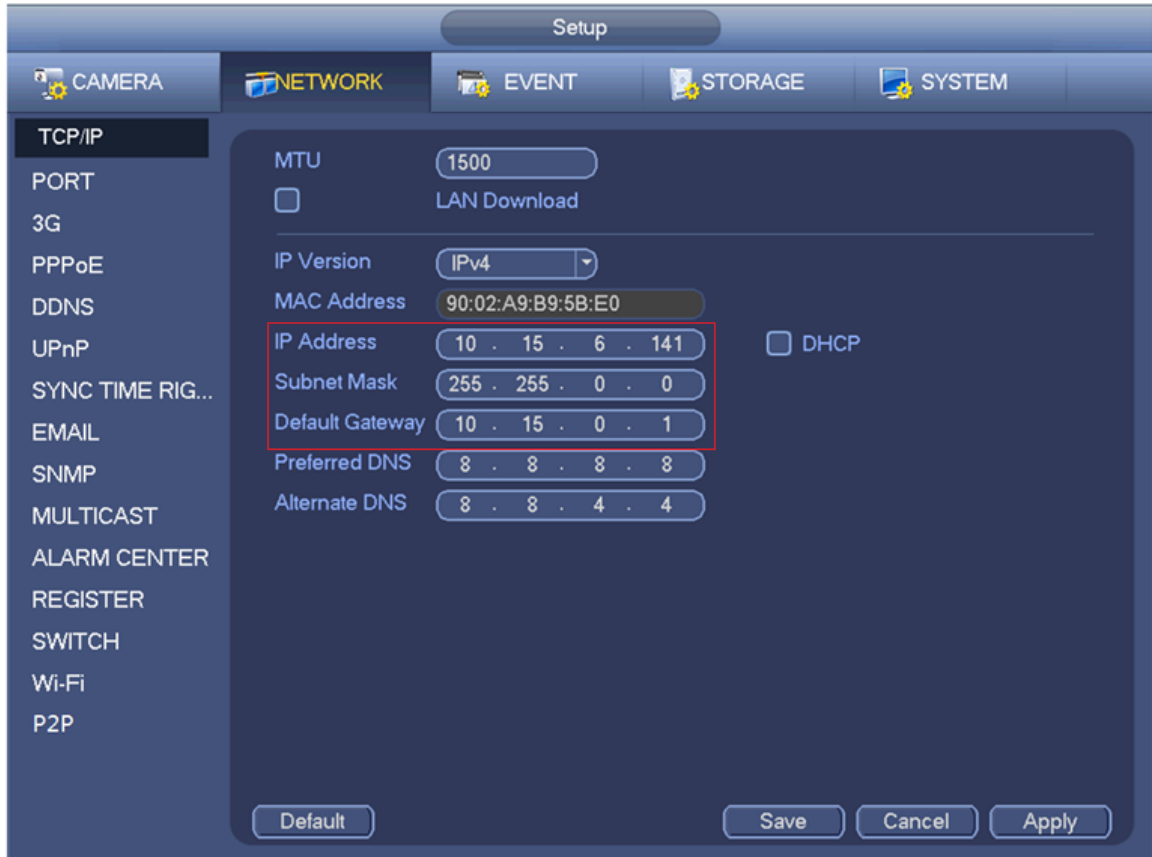 Setup
CAMERA NETWORK EVENT STORAGE SYSTEM
TCP/IP
PORT
3G
PPPoE
DDNS
UPnP
SYNC TIME RIG...
EMAIL
SNMP
MULTICAST
ALARM CENTER
REGISTER
SWITCH
Wi-Fi
P2P
MTU 1500
LAN Download
IP Version IPv4
MAC Address 90:02:A9:B9:5B:E0
IP Address 10 . 15 . 6 . 141 DHCP
Subnet Mask 255 . 255 . 0 . 0
Default Gateway 10 . 15 . 0 . 1
Preferred DNS 8 . 8 . 8 . 8
Alternate DNS 8 . 8 . 4 . 4
Default Save Cancel Apply